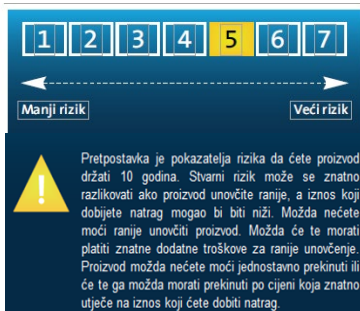 1 2 3 4 5 6 7
Manji rizik Veći rizik
Pretpostavka je pokazatelja rizika da ćete proizvod
držati 10 godina. Stvarni rizik može se znatno
razlikovati ako proizvod unovčite ranije, a iznos koji
dobijete natrag mogao bi biti niži. Možda nećete
moći ranije unovčiti proizvod. Možda će te morati
platiti znatne dodatne troškove za ranije unovčenje.
Proizvod možda nećete moći jednostavno prekinuti ili
će te ga možda morati prekinuti po cijeni koja znatno
utječe na iznos koji ćete dobiti natrag.